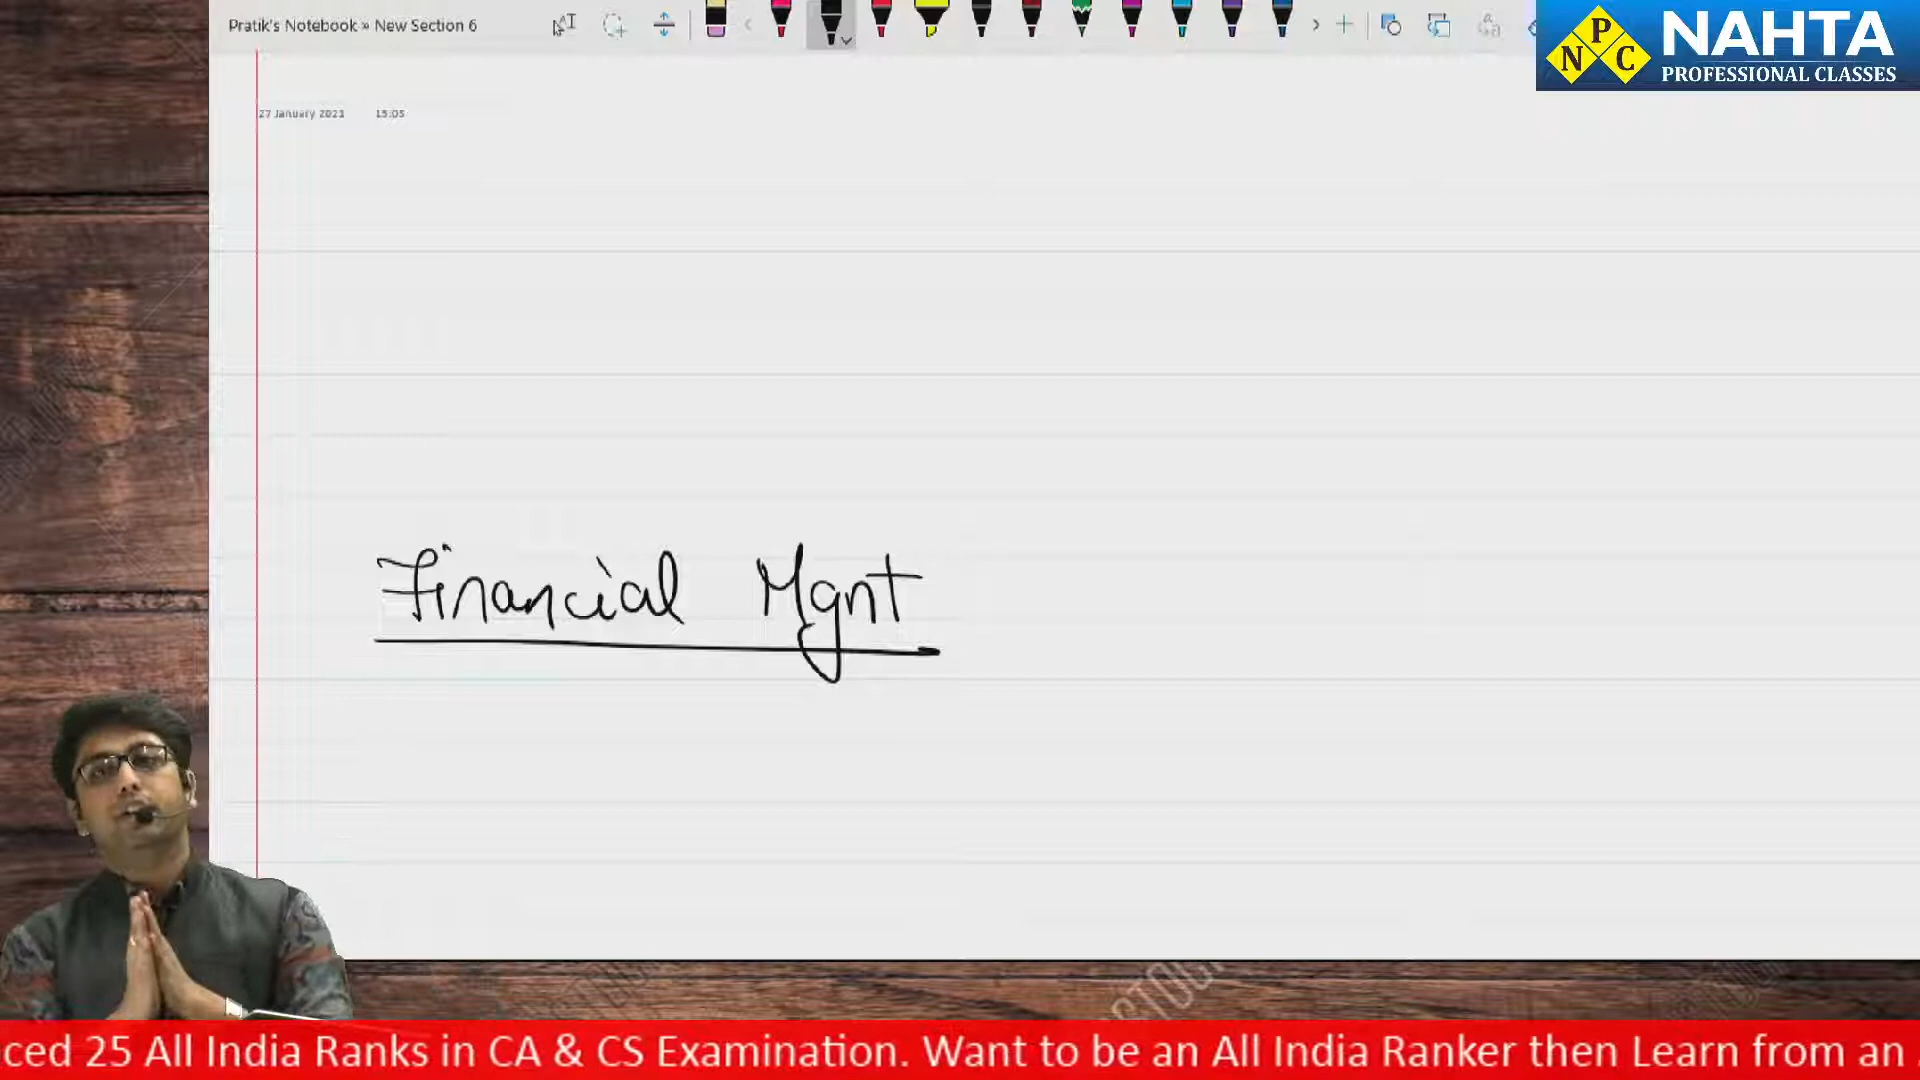 Pratik's Notebook » New Section 6
NPC
NAHTA
PROFESSIONAL CLASSES
27 January 2021 15:05
Financial Mgnt
ced 25 All India Ranks in CA & CS Examination. Want to be an All India Ranker then Learn from an